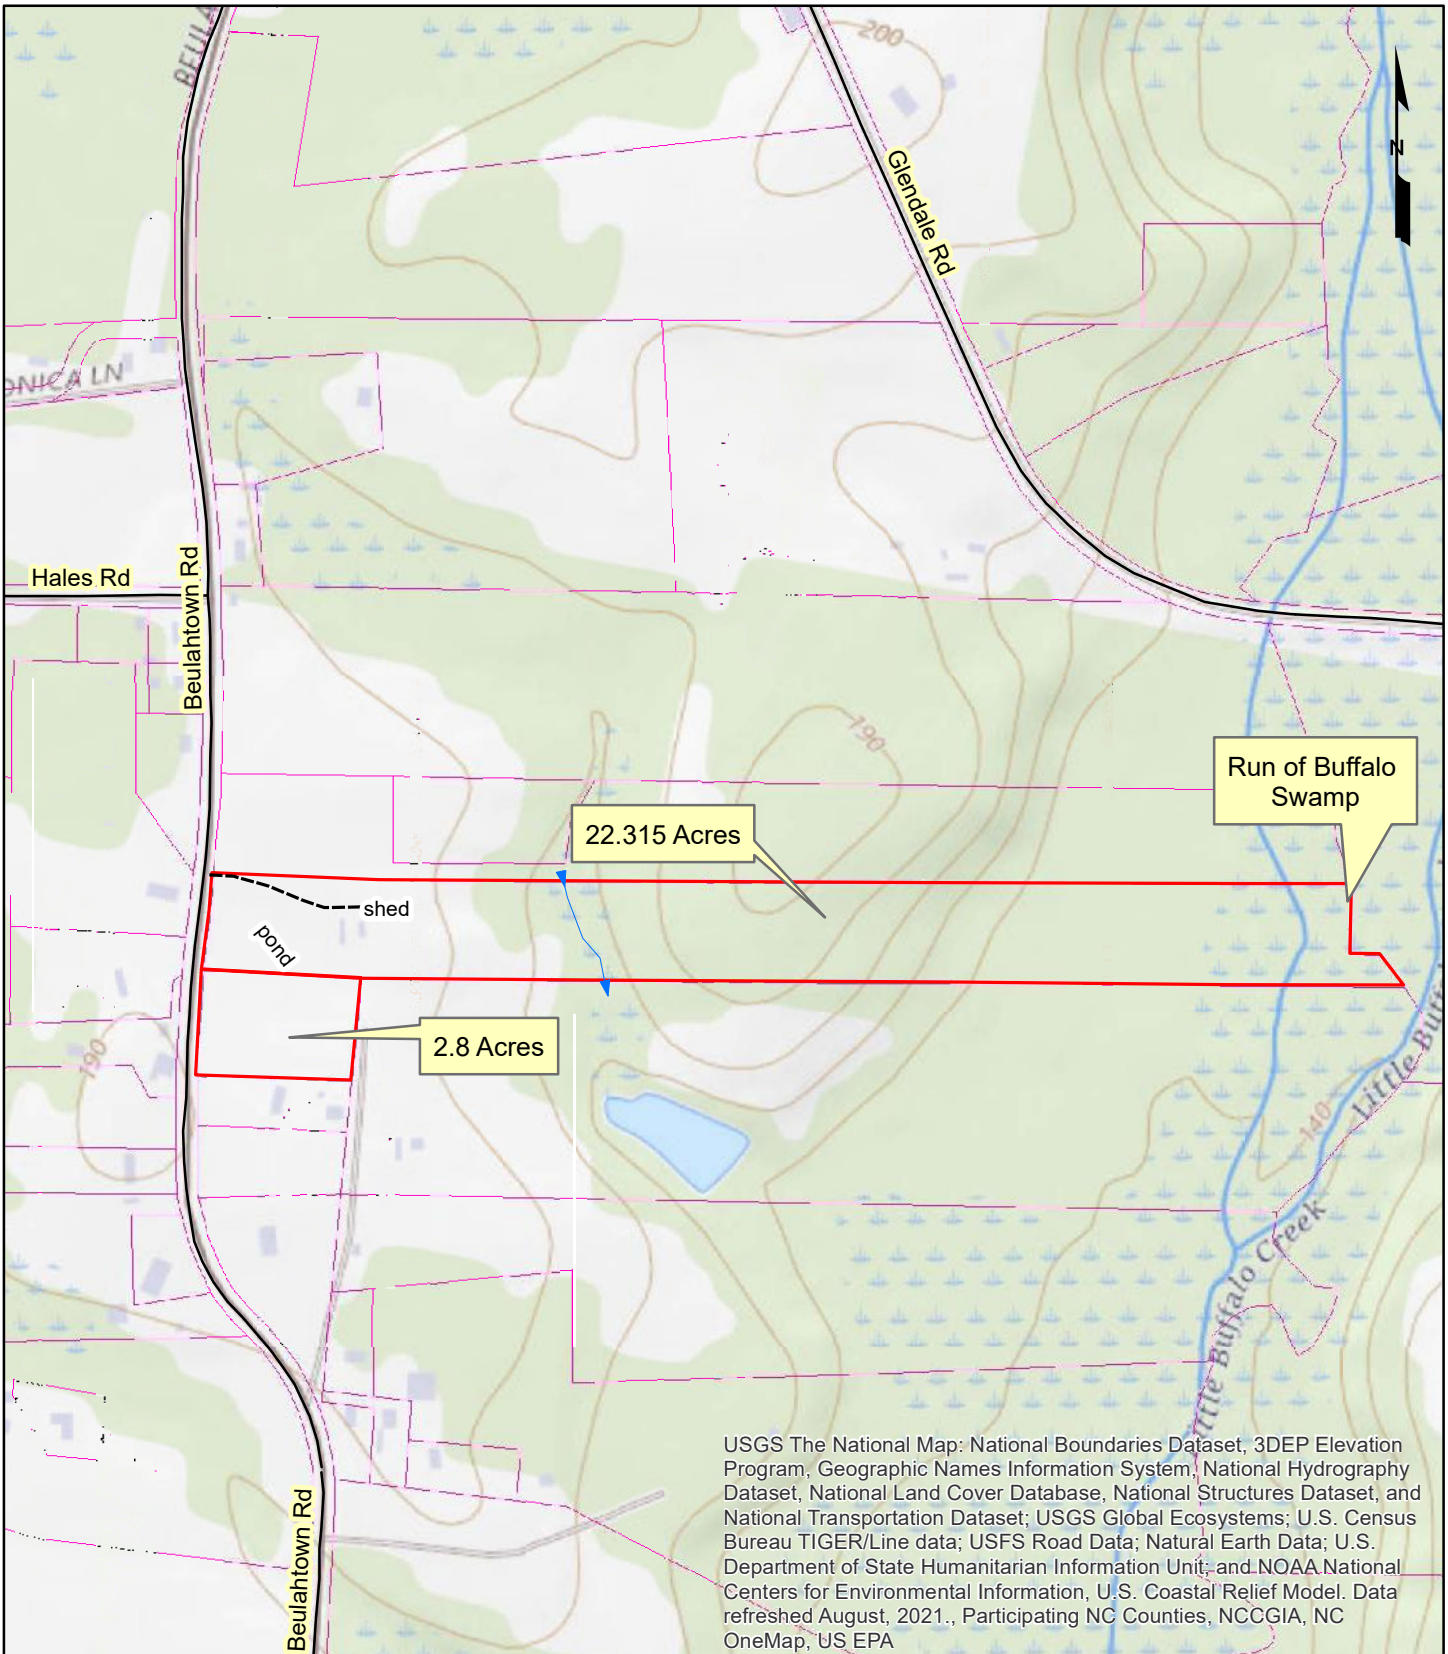 BEULA
200
N
Glendale Rd
ONICA LN
Hales Rd
Beulahtown Rd
190
Run of Buffalo
Swamp
22.315 Acres
shed
pond
2.8 Acres
190
140
Little Buff
Little Buffalo Creek
Beulahtown Rd
USGS The National Map: National Boundaries Dataset, 3DEP Elevation
Program, Geographic Names Information System, National Hydrography
Dataset, National Land Cover Database, National Structures Dataset, and
National Transportation Dataset; USGS Global Ecosystems; U.S. Census
Bureau TIGER/Line data; USFS Road Data; Natural Earth Data; U.S.
Department of State Humanitarian Information Unit; and NOAA National
Centers for Environmental Information, U.S. Coastal Relief Model. Data
refreshed August, 2021., Participating NC Counties, NCCGIA, NC
OneMap, US EPA